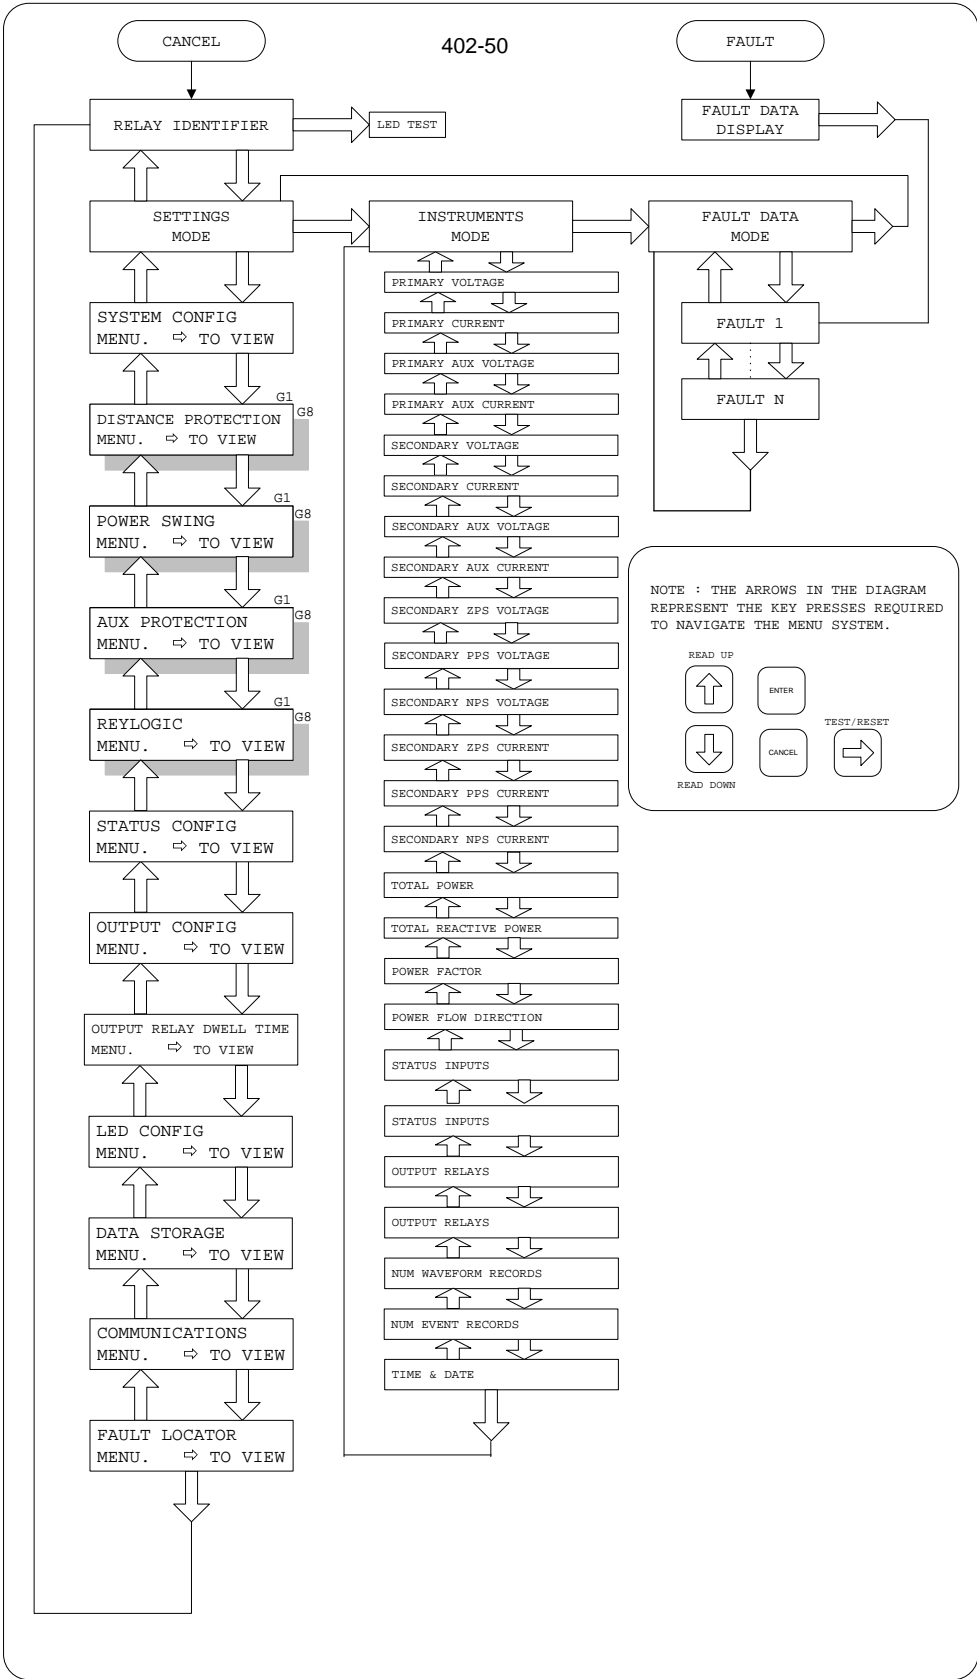 CANCEL
402-50
FAULT
RELAY IDENTIFIER
LED TEST
FAULT DATA
DISPLAY
SETTINGS
MODE
INSTRUMENTS
MODE
FAULT DATA
MODE
SYSTEM CONFIG
MENU. ⇨ TO VIEW
G1
G8
DISTANCE PROTECTION
MENU. ⇨ TO VIEW
G1
G8
POWER SWING
MENU. ⇨ TO VIEW
G1
G8
AUX PROTECTION
MENU. ⇨ TO VIEW
G1
G8
REYLOGIC
MENU. ⇨ TO VIEW
STATUS CONFIG
MENU. ⇨ TO VIEW
OUTPUT CONFIG
MENU. ⇨ TO VIEW
OUTPUT RELAY DWELL TIME
MENU. ⇨ TO VIEW
LED CONFIG
MENU. ⇨ TO VIEW
DATA STORAGE
MENU. ⇨ TO VIEW
COMMUNICATIONS
MENU. ⇨ TO VIEW
FAULT LOCATOR
MENU. ⇨ TO VIEW
PRIMARY VOLTAGE
PRIMARY CURRENT
PRIMARY AUX VOLTAGE
PRIMARY AUX CURRENT
SECONDARY VOLTAGE
SECONDARY CURRENT
SECONDARY AUX VOLTAGE
SECONDARY AUX CURRENT
SECONDARY ZPS VOLTAGE
SECONDARY PPS VOLTAGE
SECONDARY NPS VOLTAGE
SECONDARY ZPS CURRENT
SECONDARY PPS CURRENT
SECONDARY NPS CURRENT
TOTAL POWER
TOTAL REACTIVE POWER
POWER FACTOR
POWER FLOW DIRECTION
STATUS INPUTS
STATUS INPUTS
OUTPUT RELAYS
OUTPUT RELAYS
NUM WAVEFORM RECORDS
NUM EVENT RECORDS
TIME & DATE
FAULT 1
FAULT N
NOTE : THE ARROWS IN THE DIAGRAM
REPRESENT THE KEY PRESSES REQUIRED
TO NAVIGATE THE MENU SYSTEM.
READ UP
ENTER
TEST/RESET
CANCEL
READ DOWN